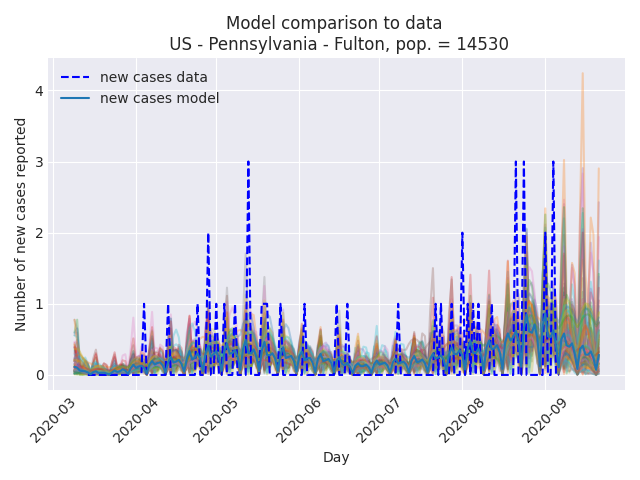 Model comparison to data
US - Pennsylvania - Fulton, pop. = 14530
new cases data
new cases model
Number of new cases reported
4
3
2
1
0
2020-03
2020-04
2020-05
2020-06
2020-07
2020-08
2020-09
Day